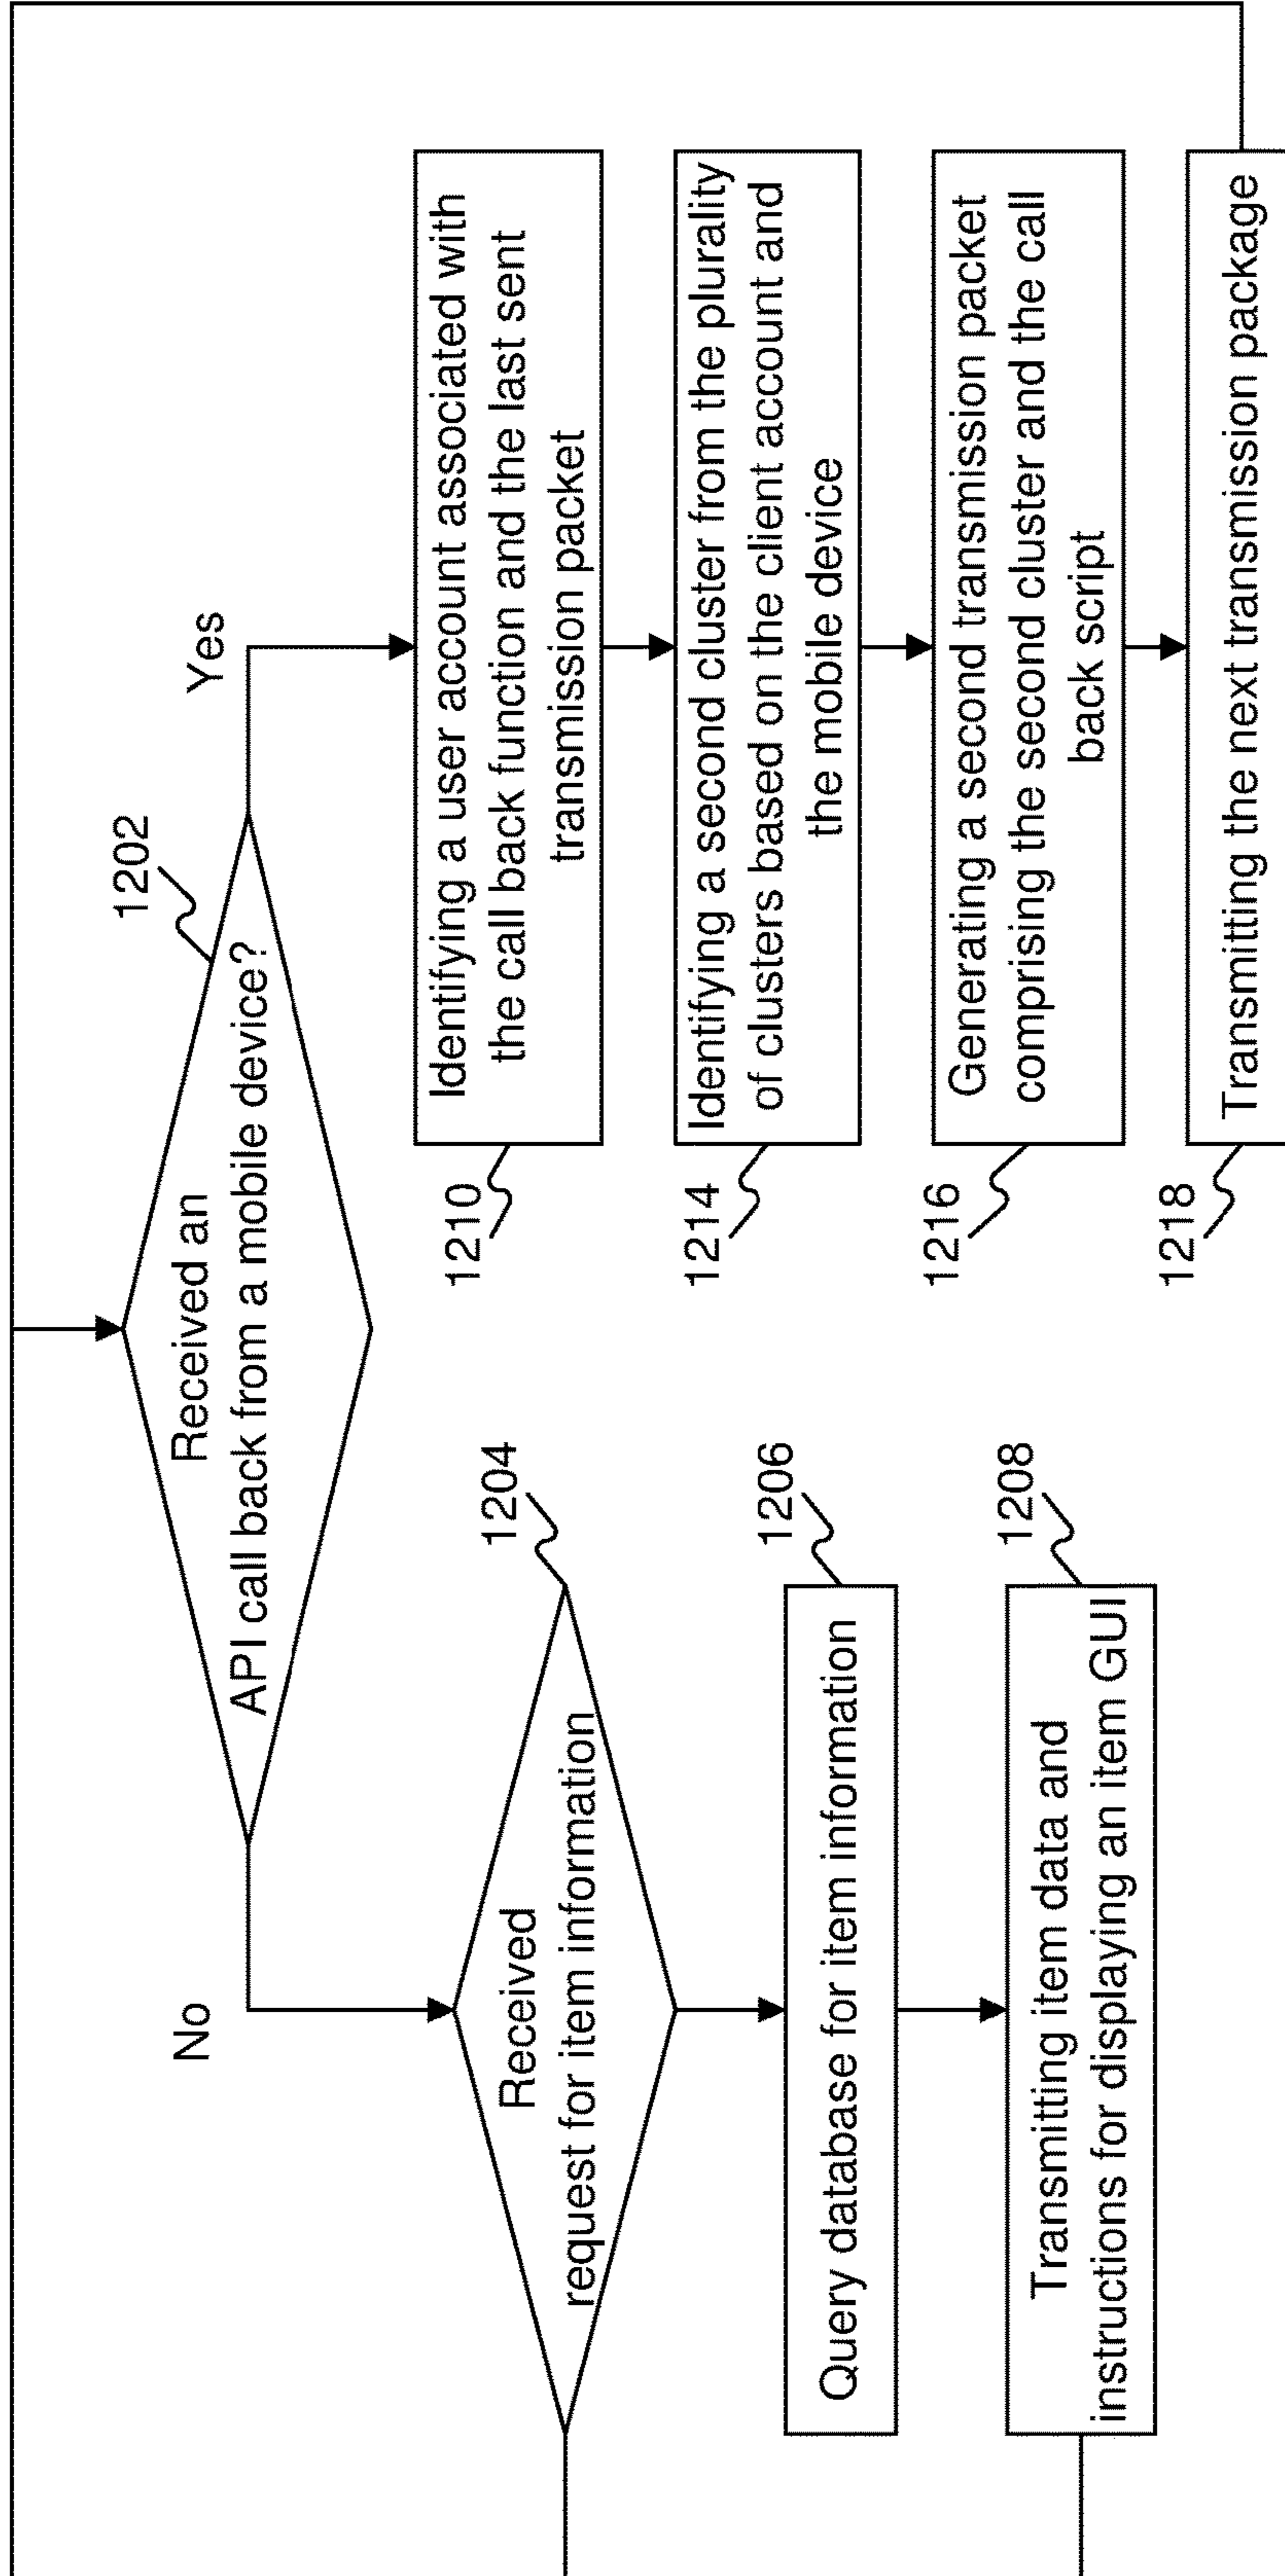 1202
Received an
API call back from a mobile device?
No
Yes
1204
Received
request for item information
1206
Query database for item information
1208
Transmitting item data and
instructions for displaying an item GUI
1210
Identifying a user account associated with
the call back function and the last sent
transmission packet
1214
Identifying a second cluster from the plurality
of clusters based on the client account and
the mobile device
1216
Generating a second transmission packet
comprising the second cluster and the call
back script
1218
Transmitting the next transmission package